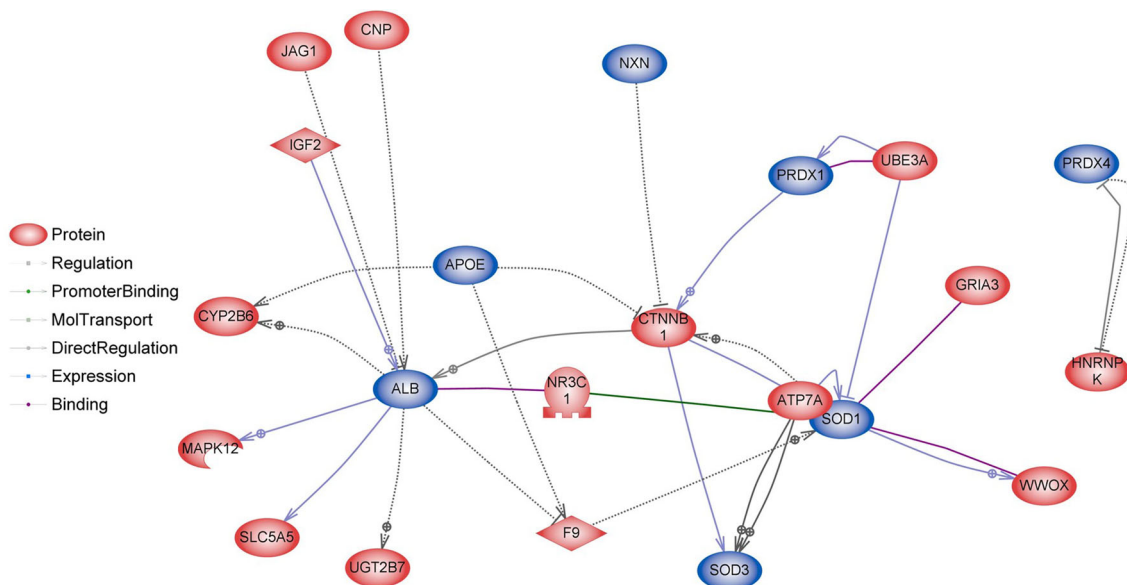 CNP
JAG1
NXN
IGF2
PRDX1
UBE3A
PRDX4
Protein
Regulation
PromoterBinding
MolTransport
DirectRegulation
Expression
Binding
APOE
GRIA3
CYP2B6
CTNNB
1
HNRNP
K
ALB
NR3C
1
ATP7A
SOD1
MAPK12
WWOX
SLC5A5
F9
UGT2B7
SOD3